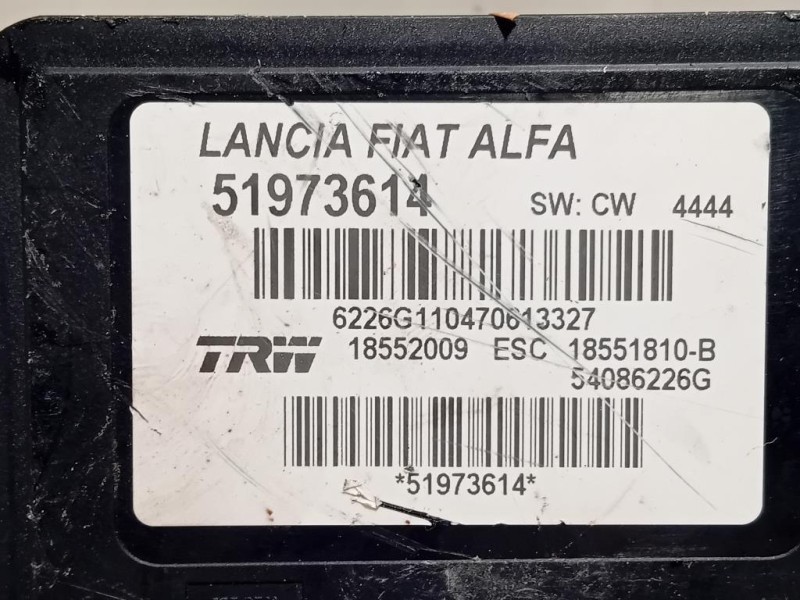 LANCIA FIAT ALFA
51973614 SW: CW 4444
6226G110470613327
TRW 18552009 ESC 18551810-B
54086226G
*51973614*